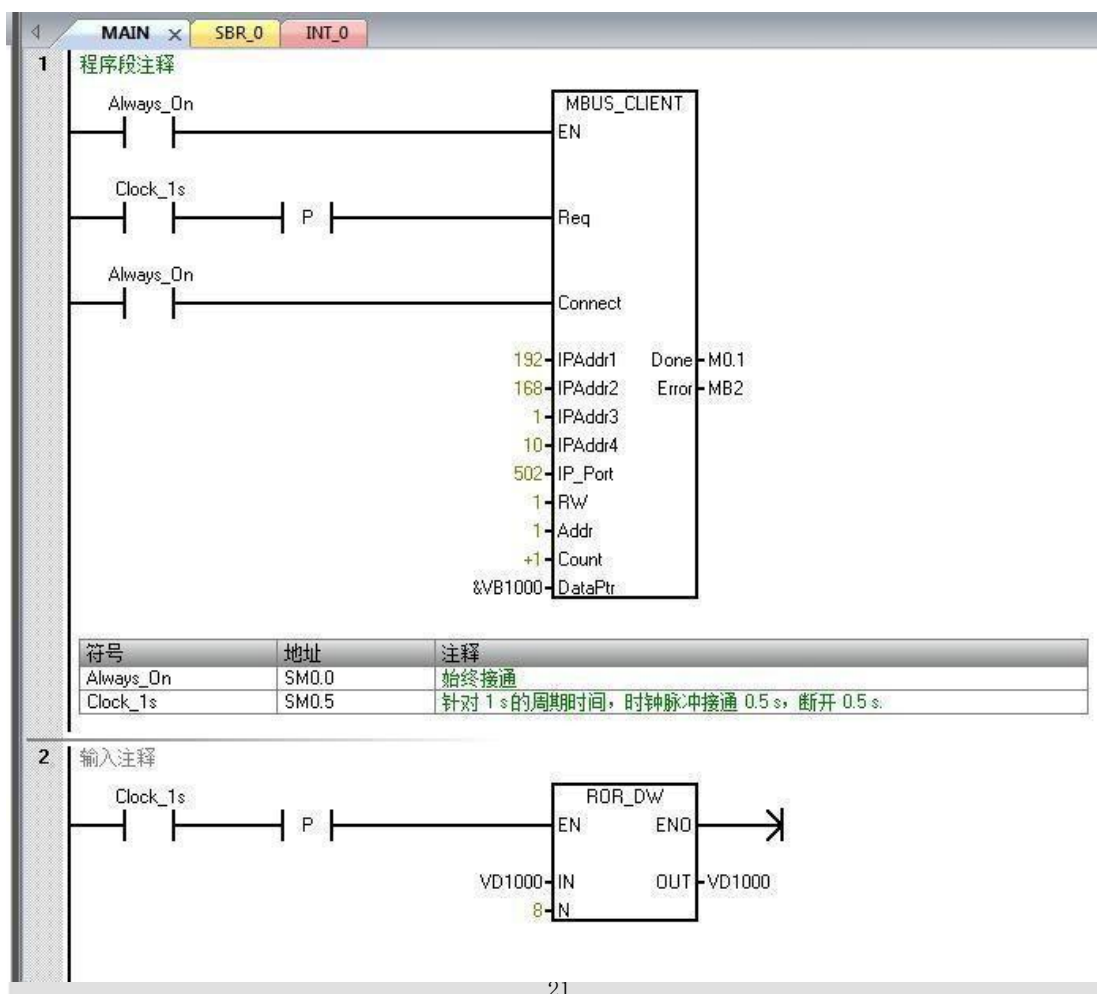 MAIN × SBR_0 INT_0
1 程序段注释
Always_On
MBUS_CLIENT
EN
Clock_1s
P
Req
Always_On
Connect
192 IPAddr1 Done M0.1
168 IPAddr2 Error MB2
1 IPAddr3
10 IPAddr4
502 IP_Port
1 RW
1 Addr
+1 Count
&VB1000 DataPtr
符号 地址 注释
Always_On SM0.0 始终接通
Clock_1s SM0.5 针对 1 s的周期时间，时钟脉冲接通 0.5 s，断开 0.5 s.
2 输入注释
Clock_1s
ROR_DW
P
EN ENO
VD1000 IN OUT VD1000
8 N
21